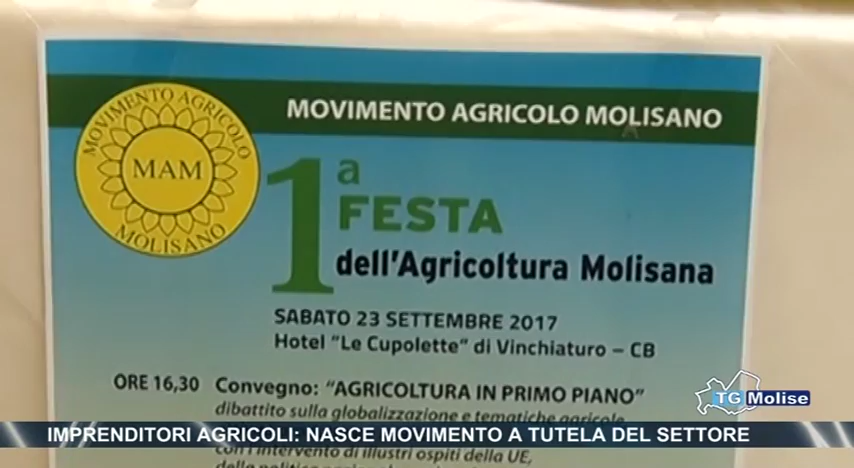 MOVIMENTO AGRICOLO MOLISANO
MOVIMENTO AGRICOLO
MAM
MOLISANO
1a
FESTA
dell'Agricoltura Molisana
SABATO 23 SETTEMBRE 2017
Hotel "Le Cupolette" di Vinchiaturo – CB
ORE 16,30 Convegno: "AGRICOLTURA IN PRIMO PIANO"
dibattito sulla globalizzazione e tematiche agricole
TG Molise
IMPRENDITORI AGRICOLI: NASCE MOVIMENTO A TUTELA DEL SETTORE
con l'intervento di illustri ospiti della UE,
della politica